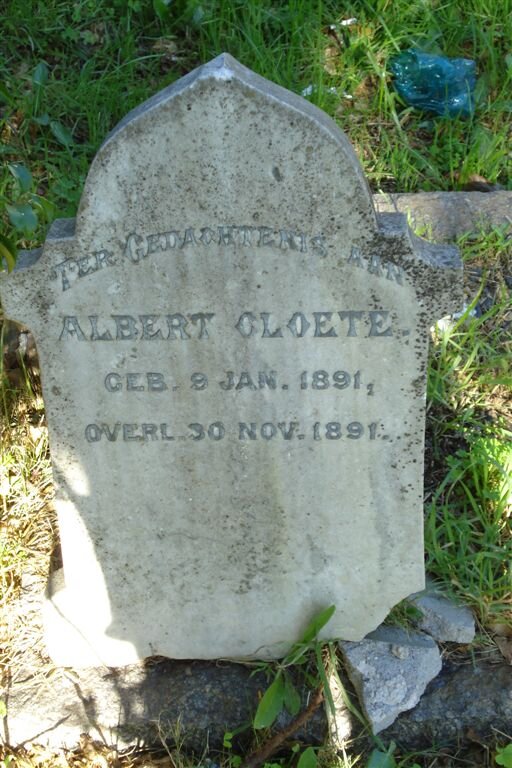 TER GEDACHTENIS AAN
ALBERT CLOETE.
GEB. 9 JAN. 1891,
OVERL. 30 NOV. 1891.